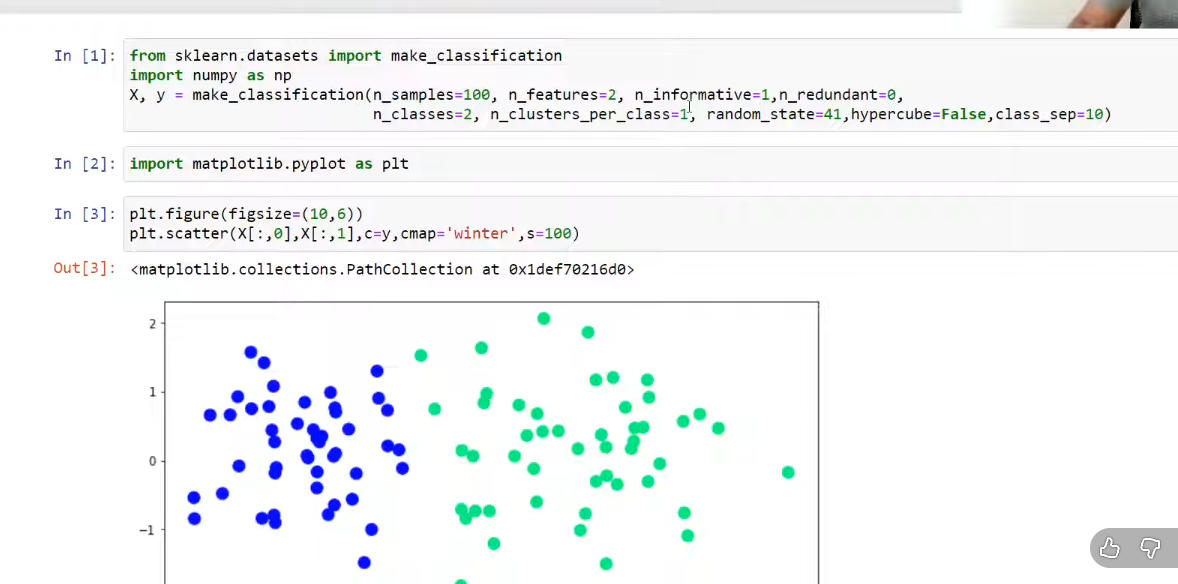 In [1]: from sklearn.datasets import make_classification
import numpy as np
X, y = make_classification(n_samples=100, n_features=2, n_informative=1,n_redundant=0,
n_classes=2, n_clusters_per_class=1, random_state=41,hypercube=False,class_sep=10)
In [2]: import matplotlib.pyplot as plt
In [3]: plt.figure(figsize=(10,6))
plt.scatter(X[:,0],X[:,1],c=y,cmap='winter',s=100)
Out[3]: <matplotlib.collections.PathCollection at 0x1def70216d0>
2
1
0
−1